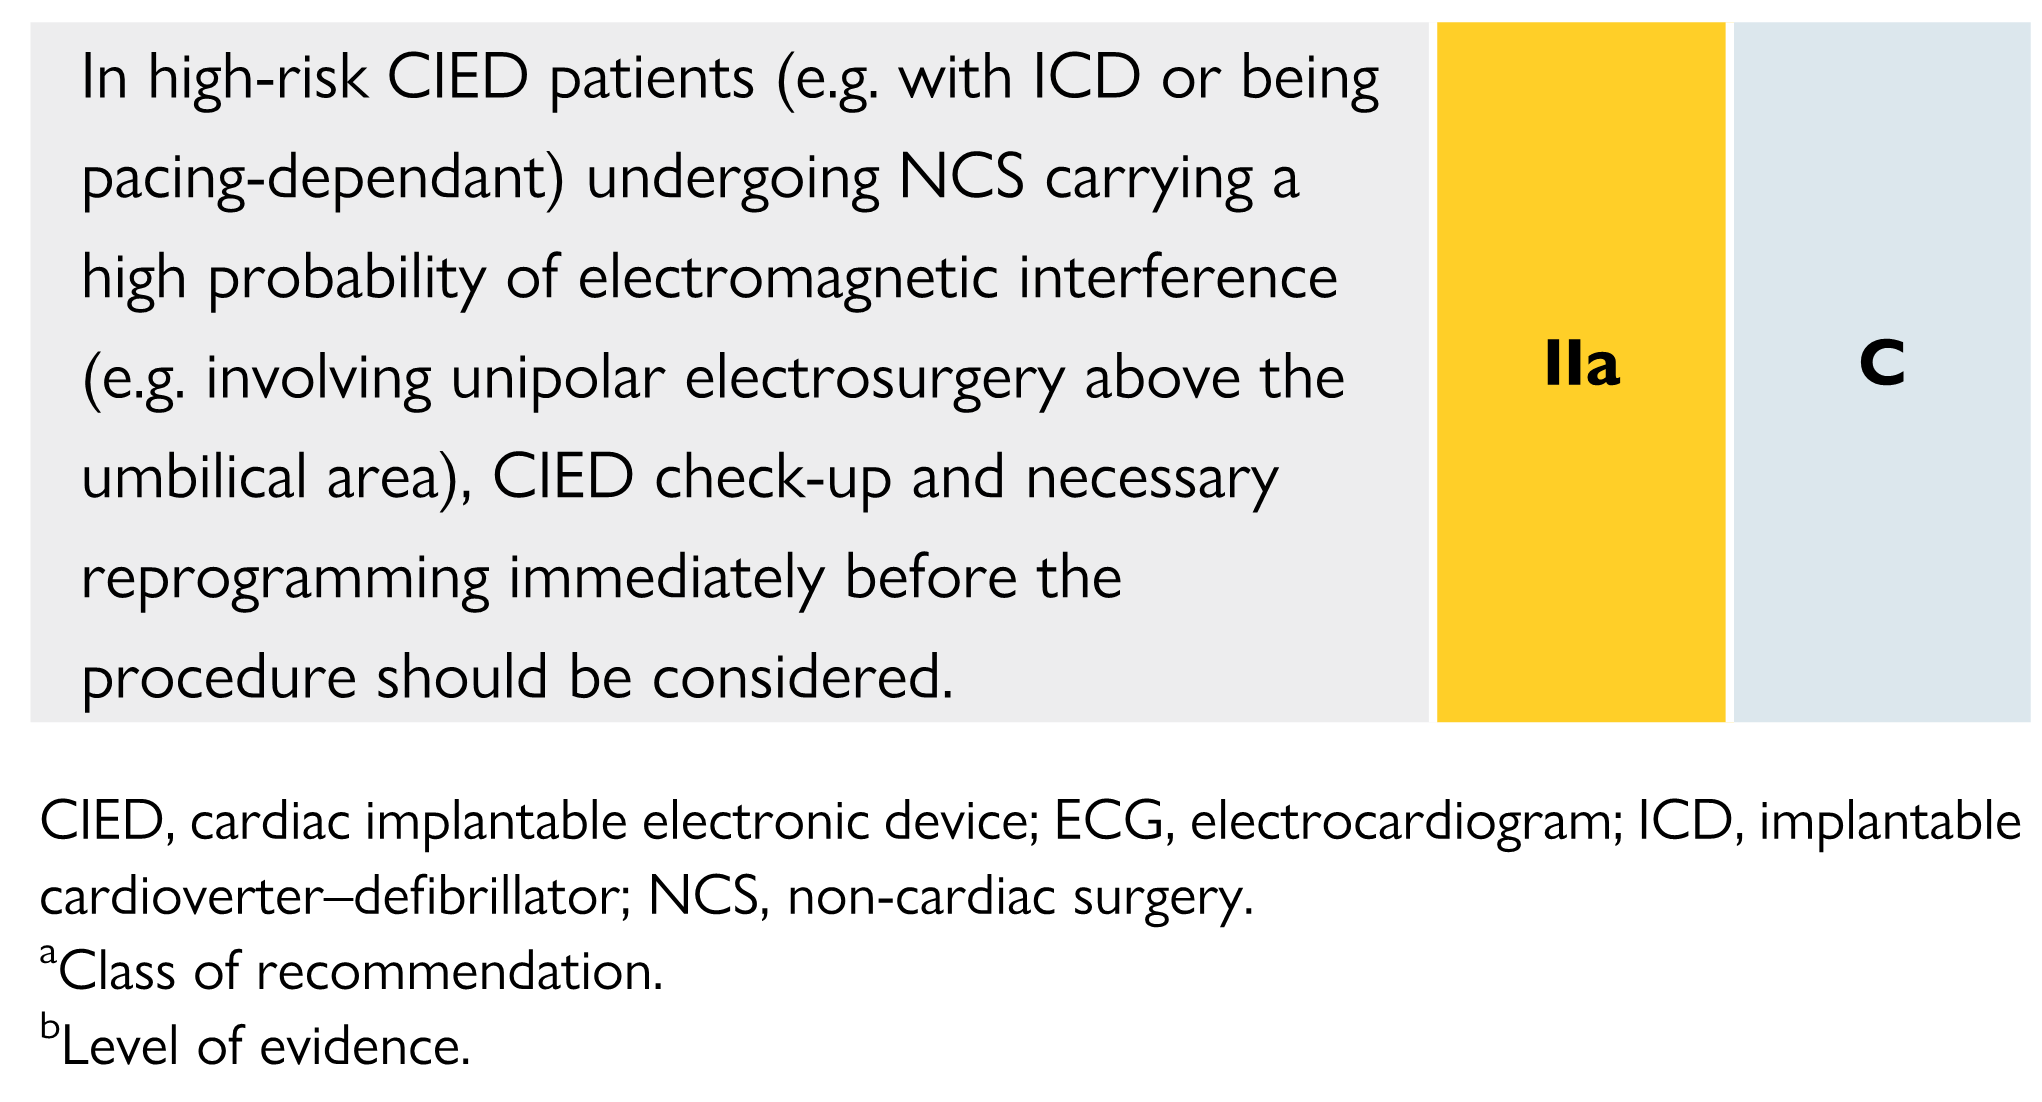 In high-risk CIED patients (e.g. with ICD or being
pacing-dependant) undergoing NCS carrying a
high probability of electromagnetic interference
(e.g. involving unipolar electrosurgery above the
umbilical area), CIED check-up and necessary
reprogramming immediately before the
procedure should be considered.
IIa
C
CIED, cardiac implantable electronic device; ECG, electrocardiogram; ICD, implantable
cardioverter–defibrillator; NCS, non-cardiac surgery.
aClass of recommendation.
bLevel of evidence.